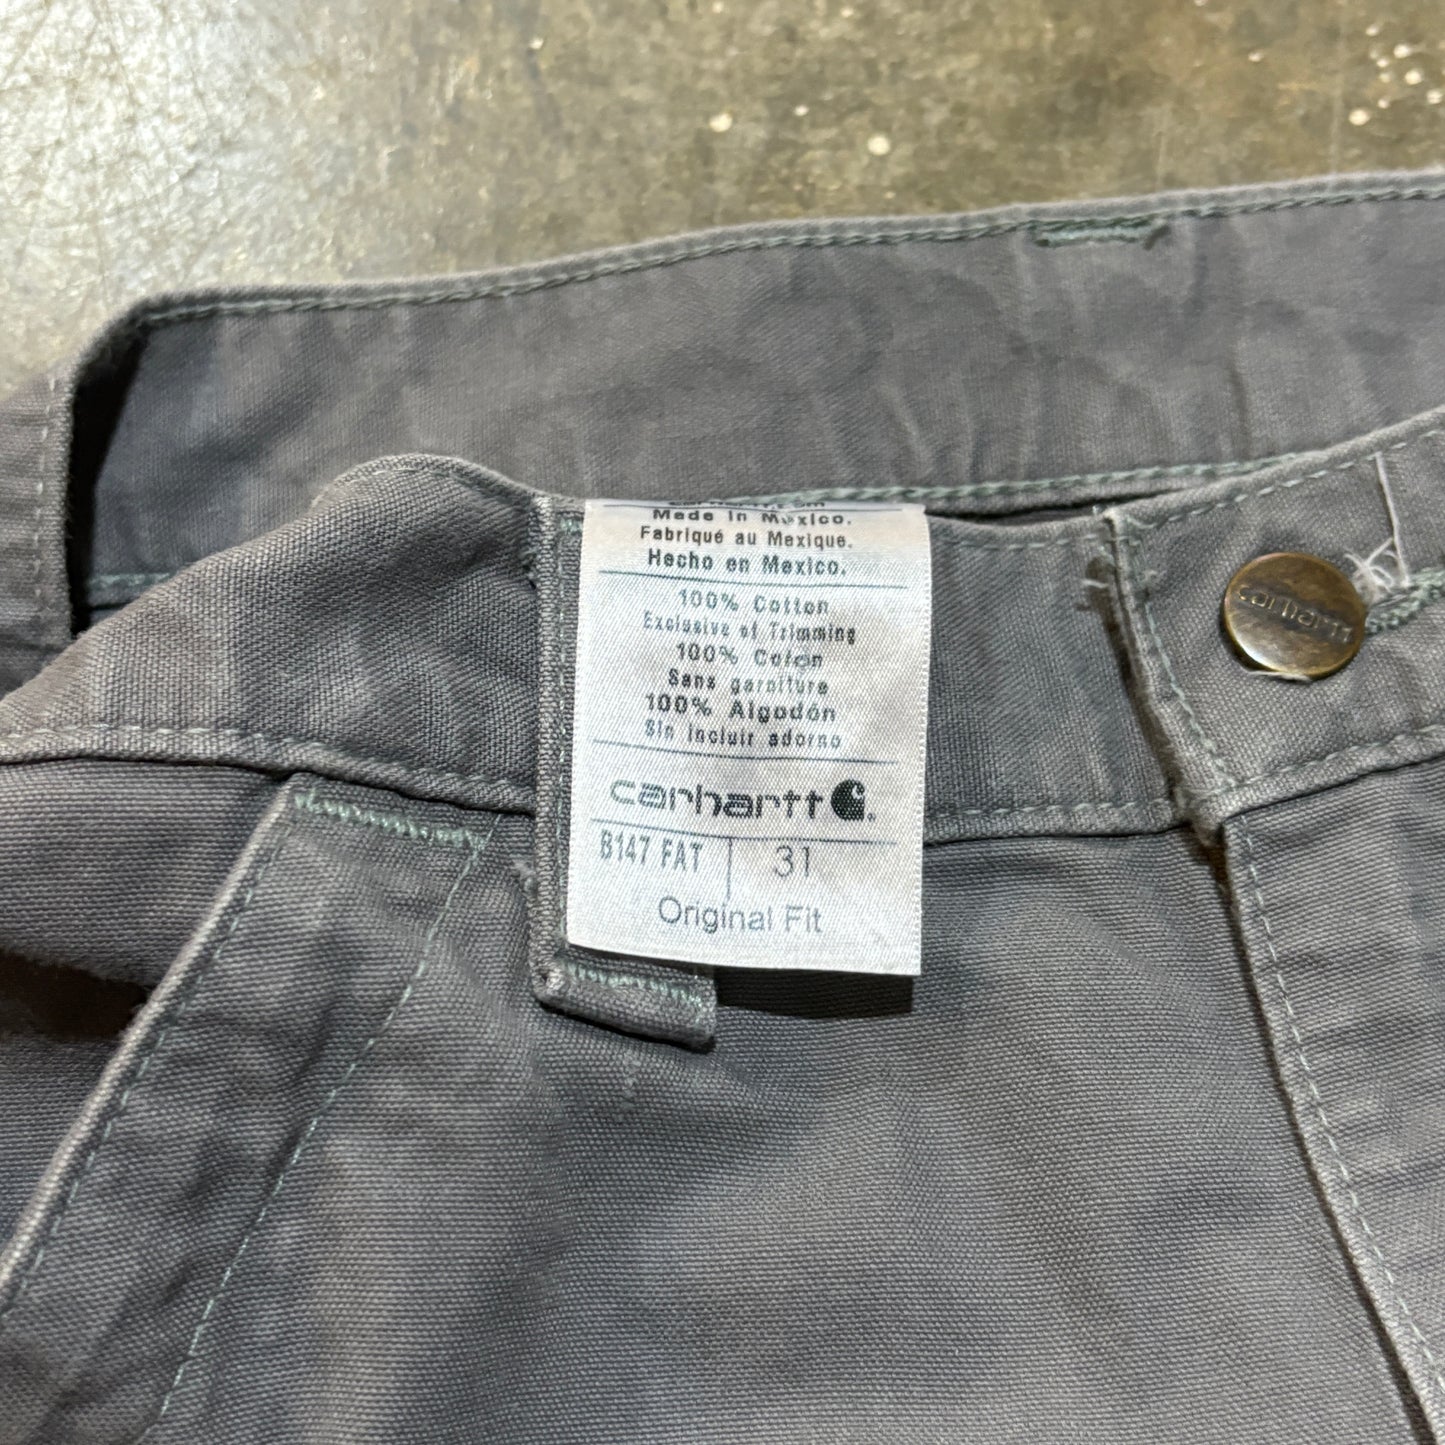 Made in Mexico.
Fabriqué au Mexique.
Hecho en Mexico.
100% Cotton
Exclusive of Trimming
100% Coton
Sans garniture
100% Algodón
Sin incluir adorno
carhartt
B147 FAT 31
Original Fit
carhartt